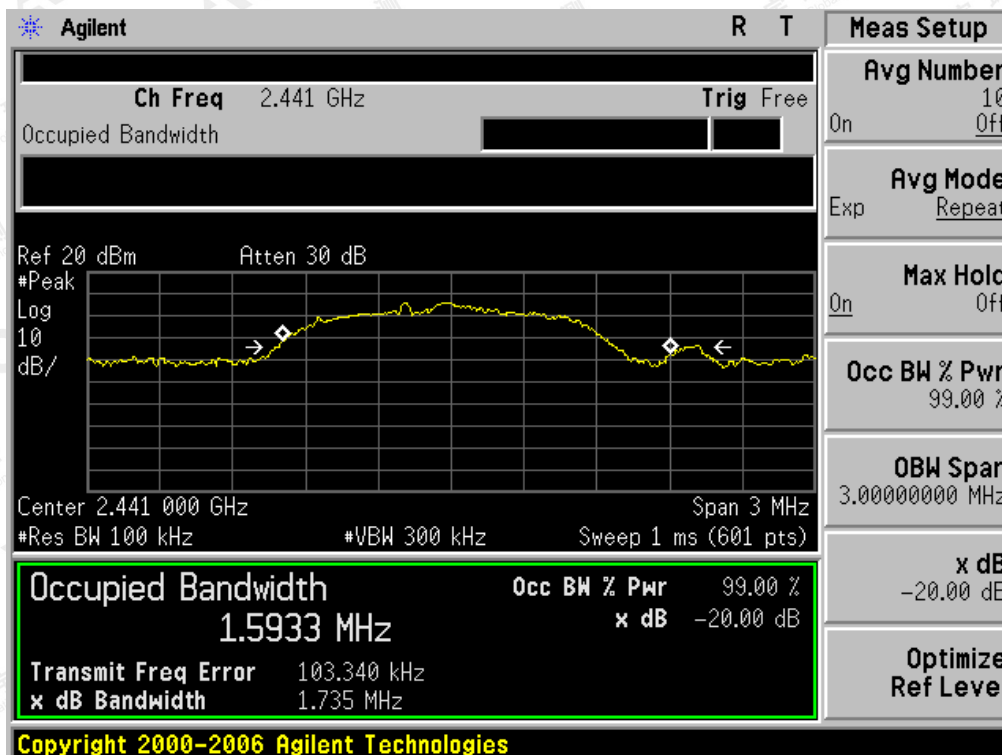 Agilent R T
Ch Freq 2.441 GHz Trig Free
Occupied Bandwidth
Ref 20 dBm Atten 30 dB
#Peak
Log
10
dB/
Center 2.441 000 GHz Span 3 MHz
#Res BW 100 kHz #VBW 300 kHz Sweep 1 ms (601 pts)
Occupied Bandwidth
1.5933 MHz
Occ BW % Pwr 99.00 %
x dB -20.00 dB
Transmit Freq Error 103.340 kHz
x dB Bandwidth 1.735 MHz
Copyright 2000-2006 Agilent Technologies
Meas Setup
Avg Number
10
On Off
Avg Mode
Exp Repeat
Max Hold
On Off
Occ BW % Pwr
99.00 %
OBW Span
3.00000000 MHz
x dB
-20.00 dB
Optimize
Ref Level